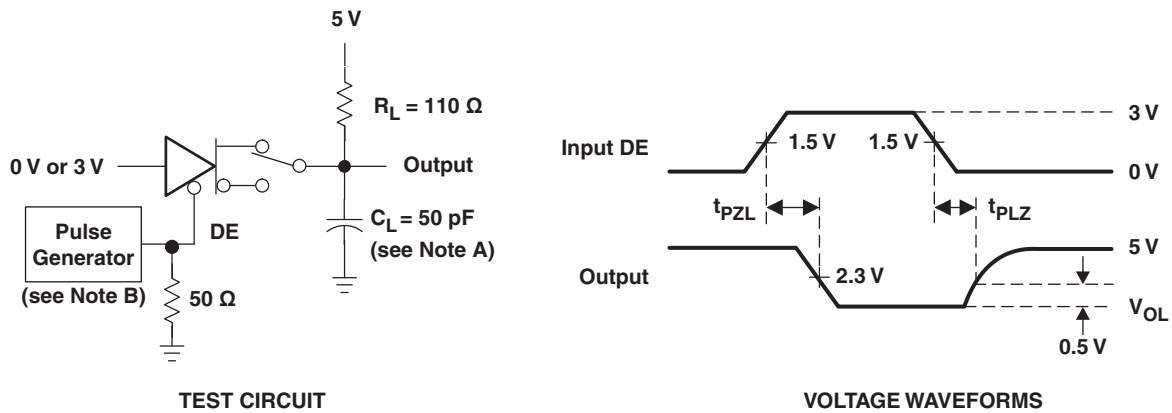 5 V
R_L = 110 Ω
0 V or 3 V
Output
Pulse
Generator
DE
C_L = 50 pF
(see Note A)
(see Note B)
50 Ω
TEST CIRCUIT
3 V
Input DE
1.5 V
1.5 V
0 V
t_PZL
t_PLZ
5 V
Output
2.3 V
V_OL
0.5 V
VOLTAGE WAVEFORMS